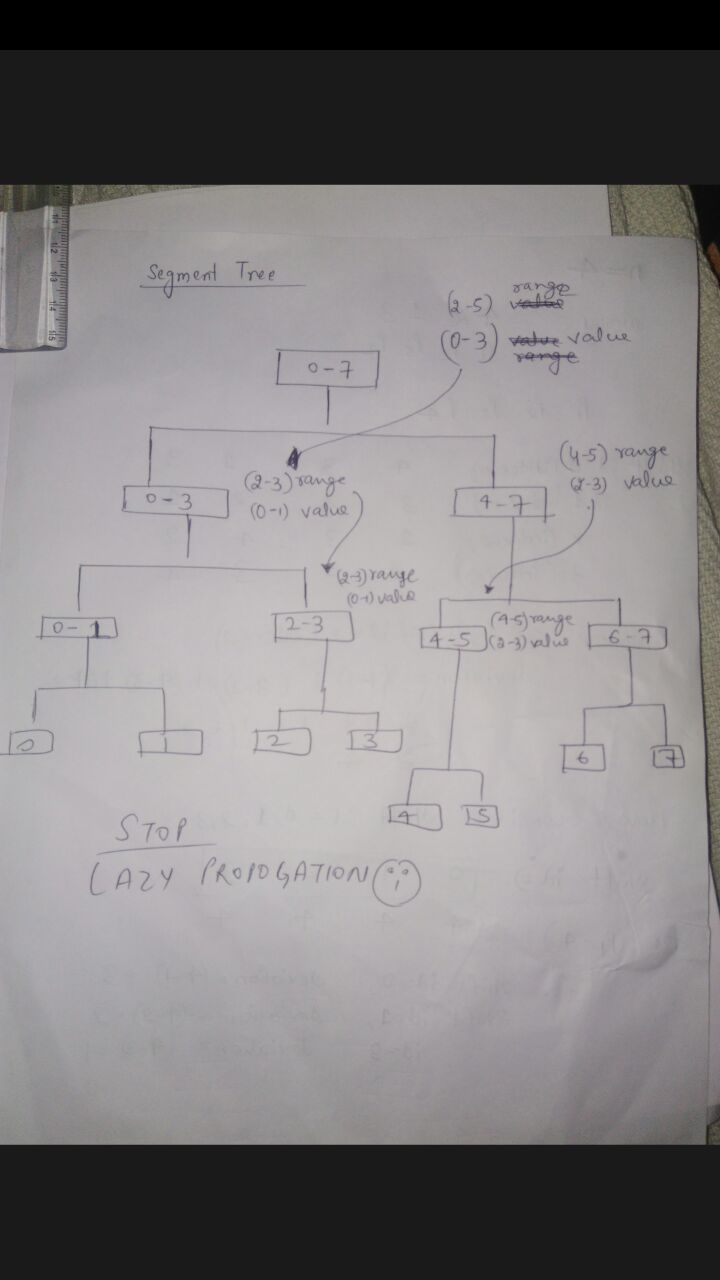 Segment Tree
(2-5) range
(0-3) value
0-7
(2-3) range
(0-1) value
(4-5) range
(2-3) value
0-3
4-7
(2-3) range
(0-1) value
0-1
2-3
4-5
(4-5) range
(2-3) value
6-7
0
1
2
3
6
7
4
5
STOP
LAZY PROPOGATION
11
12
13
14
15